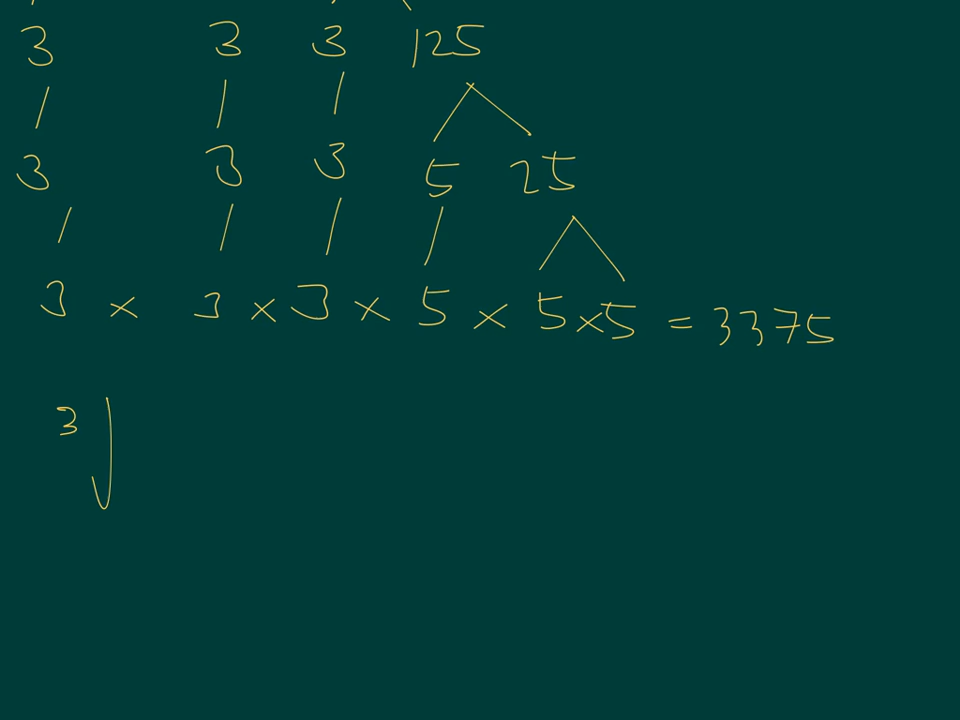 3 3 3 125
3 3 3 5 25
3 × 3 × 3 × 5 × 5 × 5 = 3375
3 √